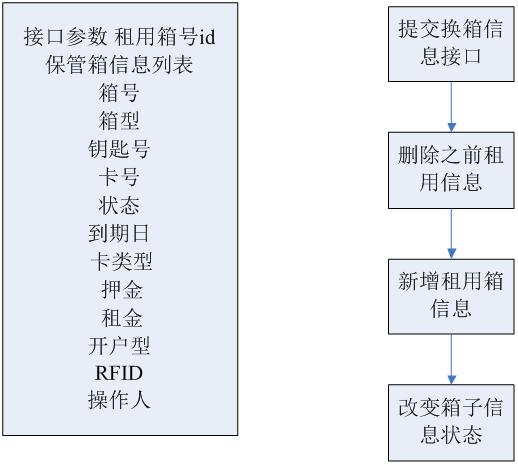 接口参数 租用箱号id
保管箱信息列表
箱号
箱型
钥匙号
卡号
状态
到期日
卡类型
押金
租金
开户型
RFID
操作人
提交换箱信
息接口
删除之前租
用信息
新增租用箱
信息
改变箱子信
息状态